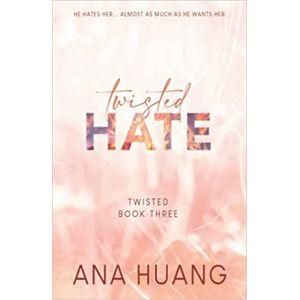 HE HATES HER... ALMOST AS MUCH AS HE WANTS HER.
twisted
HATE
TWISTED
BOOK THREE
ANA HUANG